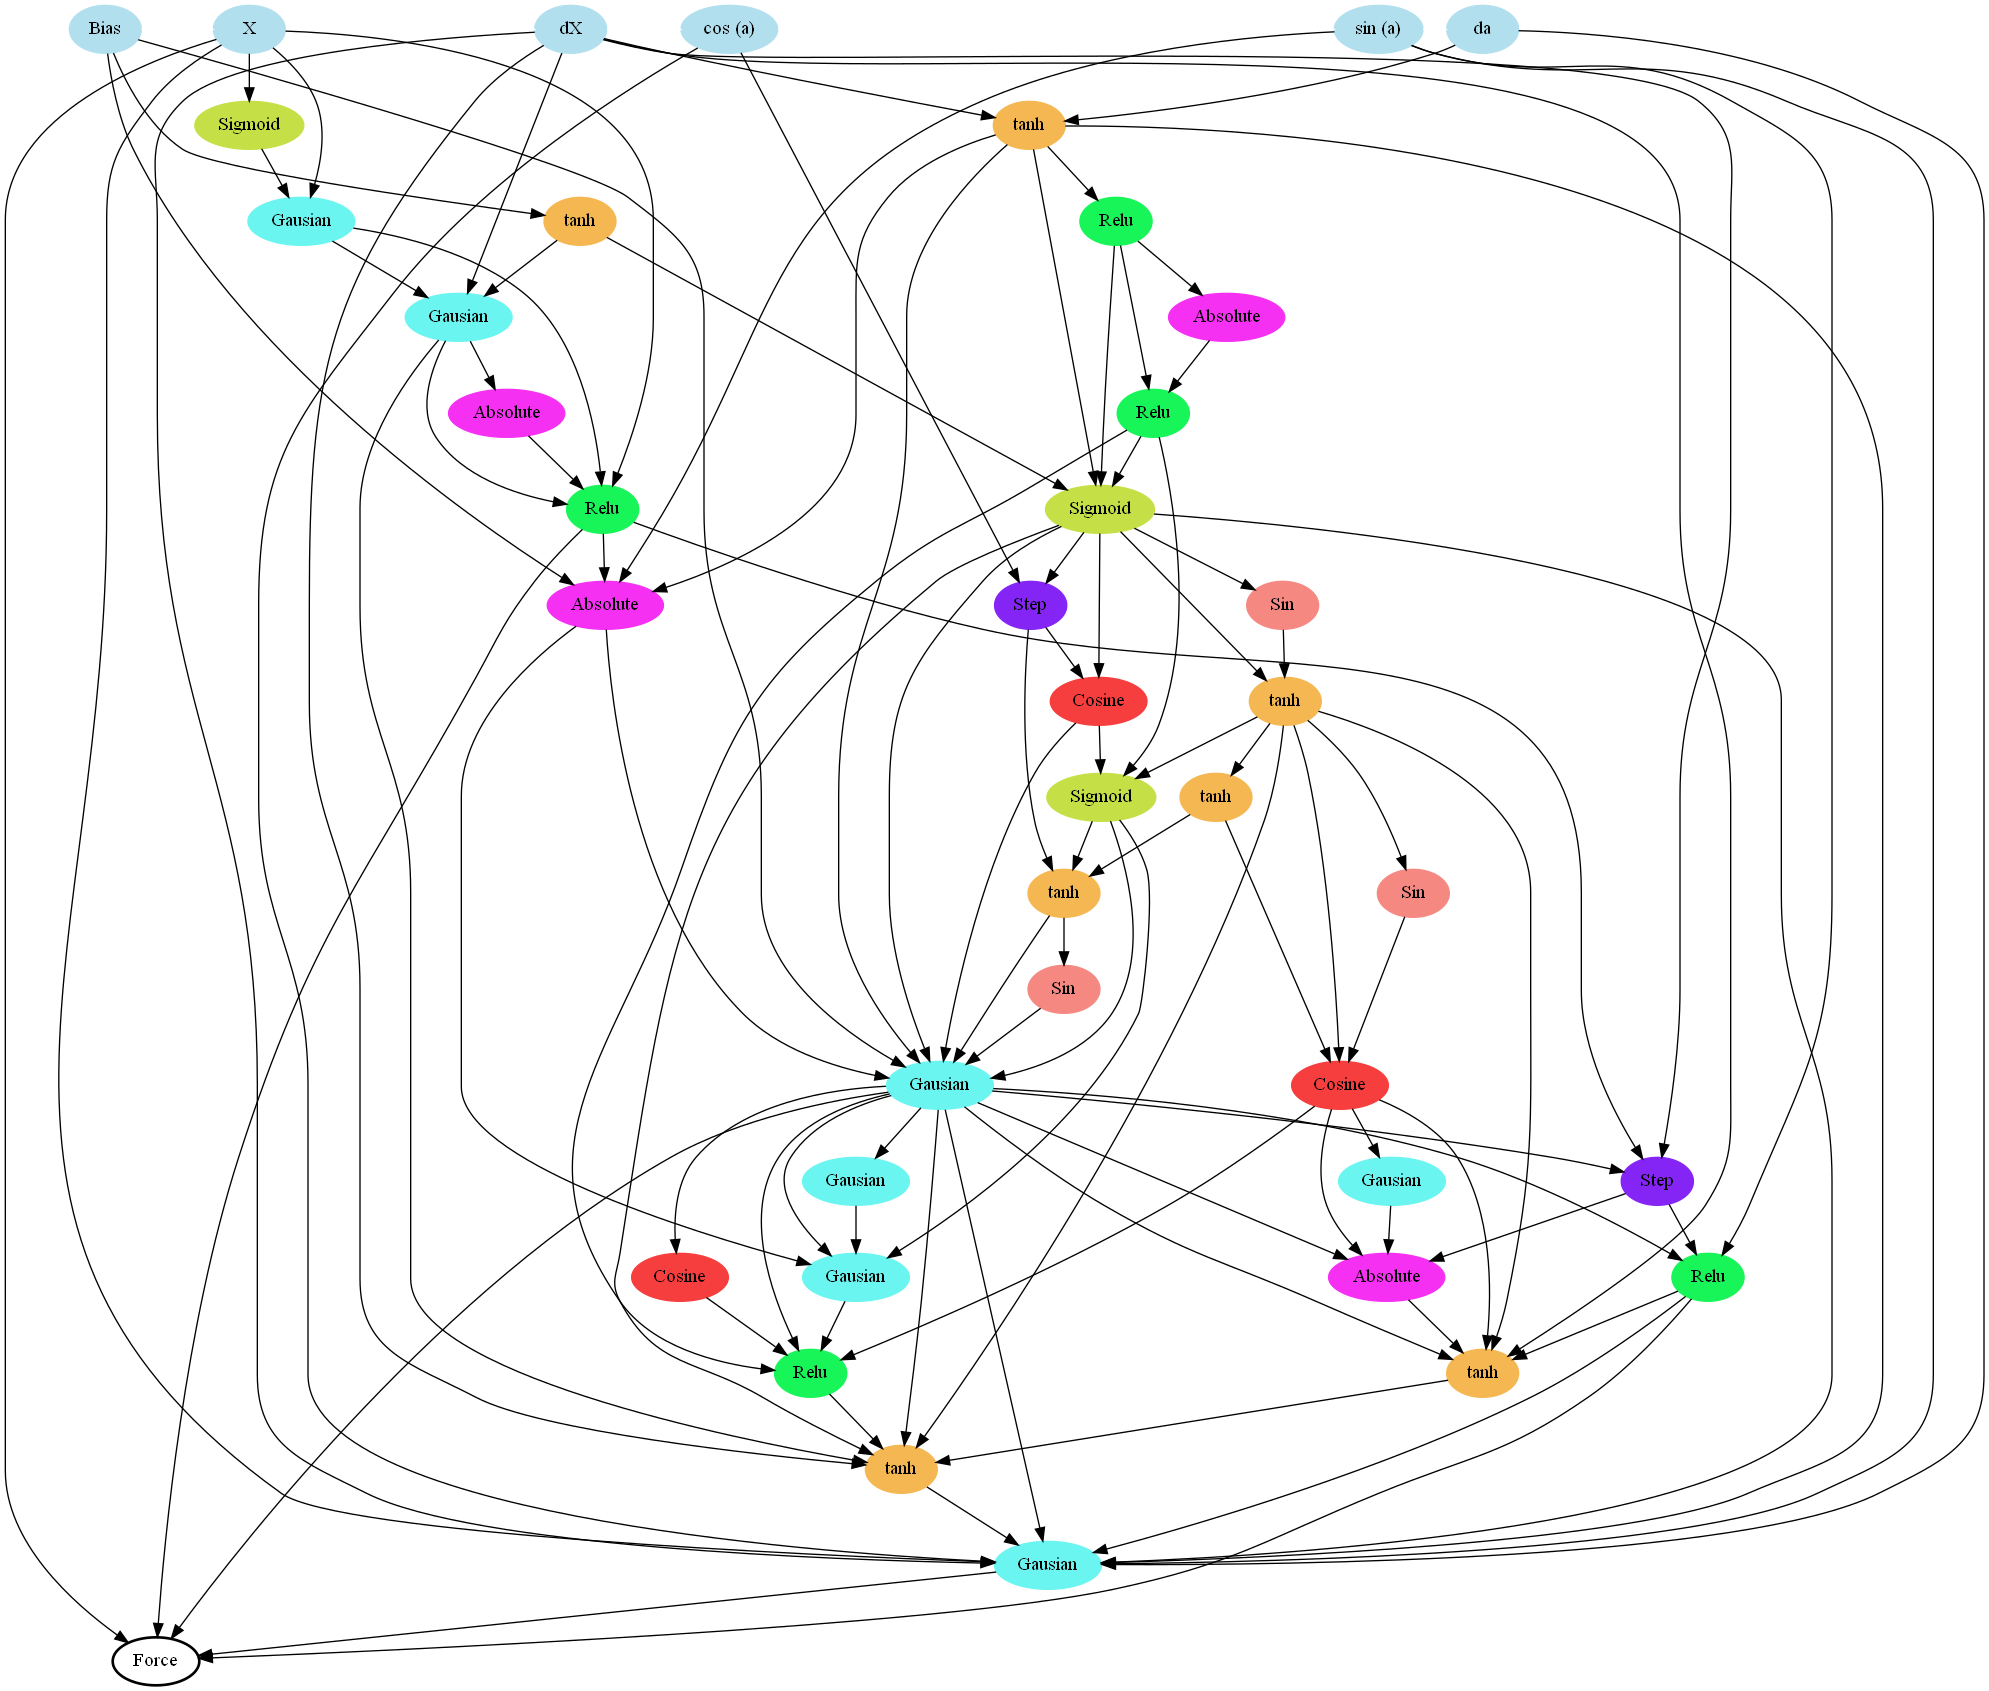 Bias X dX cos (a) sin (a) da
Sigmoid tanh
Gausian tanh Relu
Gausian Absolute
Absolute Relu
Relu Sigmoid
Absolute Step Sin
Cosine tanh
Sigmoid tanh
tanh Sin
Sin
Gausian Cosine
Gausian Gausian Step
Cosine Gausian Absolute Relu
Relu tanh
tanh
Gausian
Force